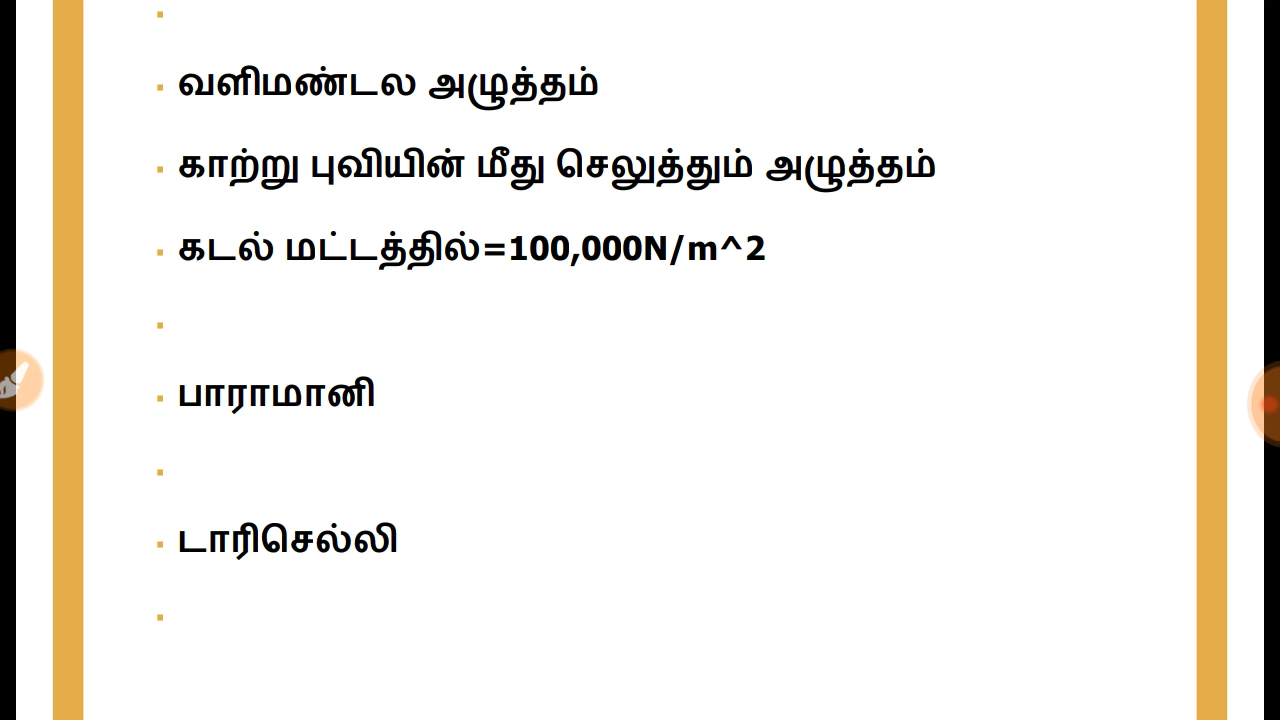 வளிமண்டல அழுத்தம்
காற்று புவியின் மீது செலுத்தும் அழுத்தம்
கடல் மட்டத்தில்=100,000N/m^2
பாராமானி
டாரிசெல்லி